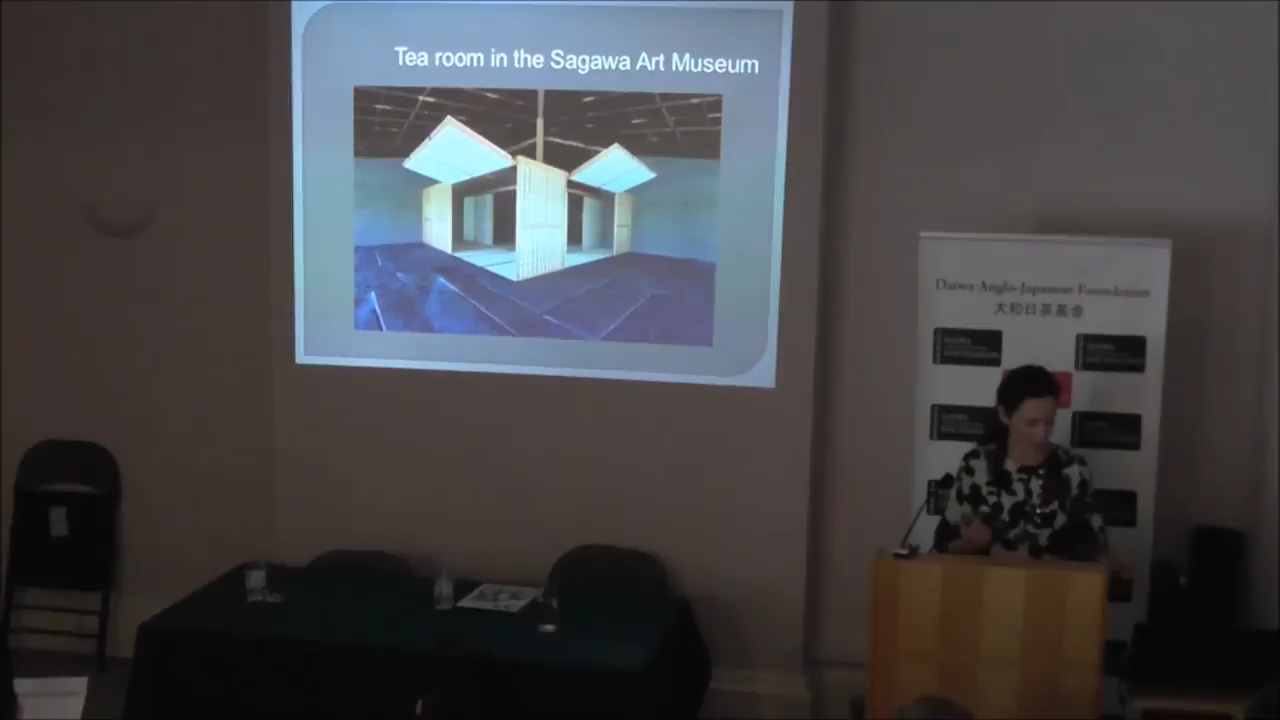 Tea room in the Sagawa Art Museum
Daiwa Anglo-Japanese Foundation
大和日英基金